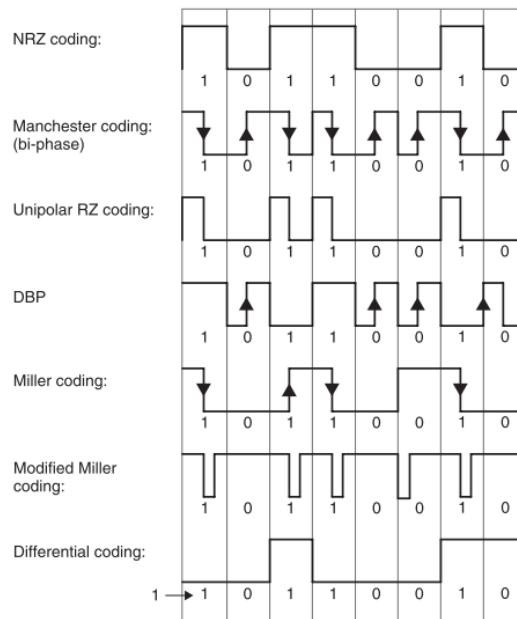 NRZ coding:
1 0 1 1 0 0 1 0
Manchester coding:
(bi-phase)
1 0 1 1 0 0 1 0
Unipolar RZ coding:
1 0 1 1 0 0 1 0
DBP
1 0 1 1 0 0 1 0
Miller coding:
1 0 1 1 0 0 1 0
Modified Miller
coding:
1 0 1 1 0 0 1 0
Differential coding:
1 1 0 1 1 0 0 1 0